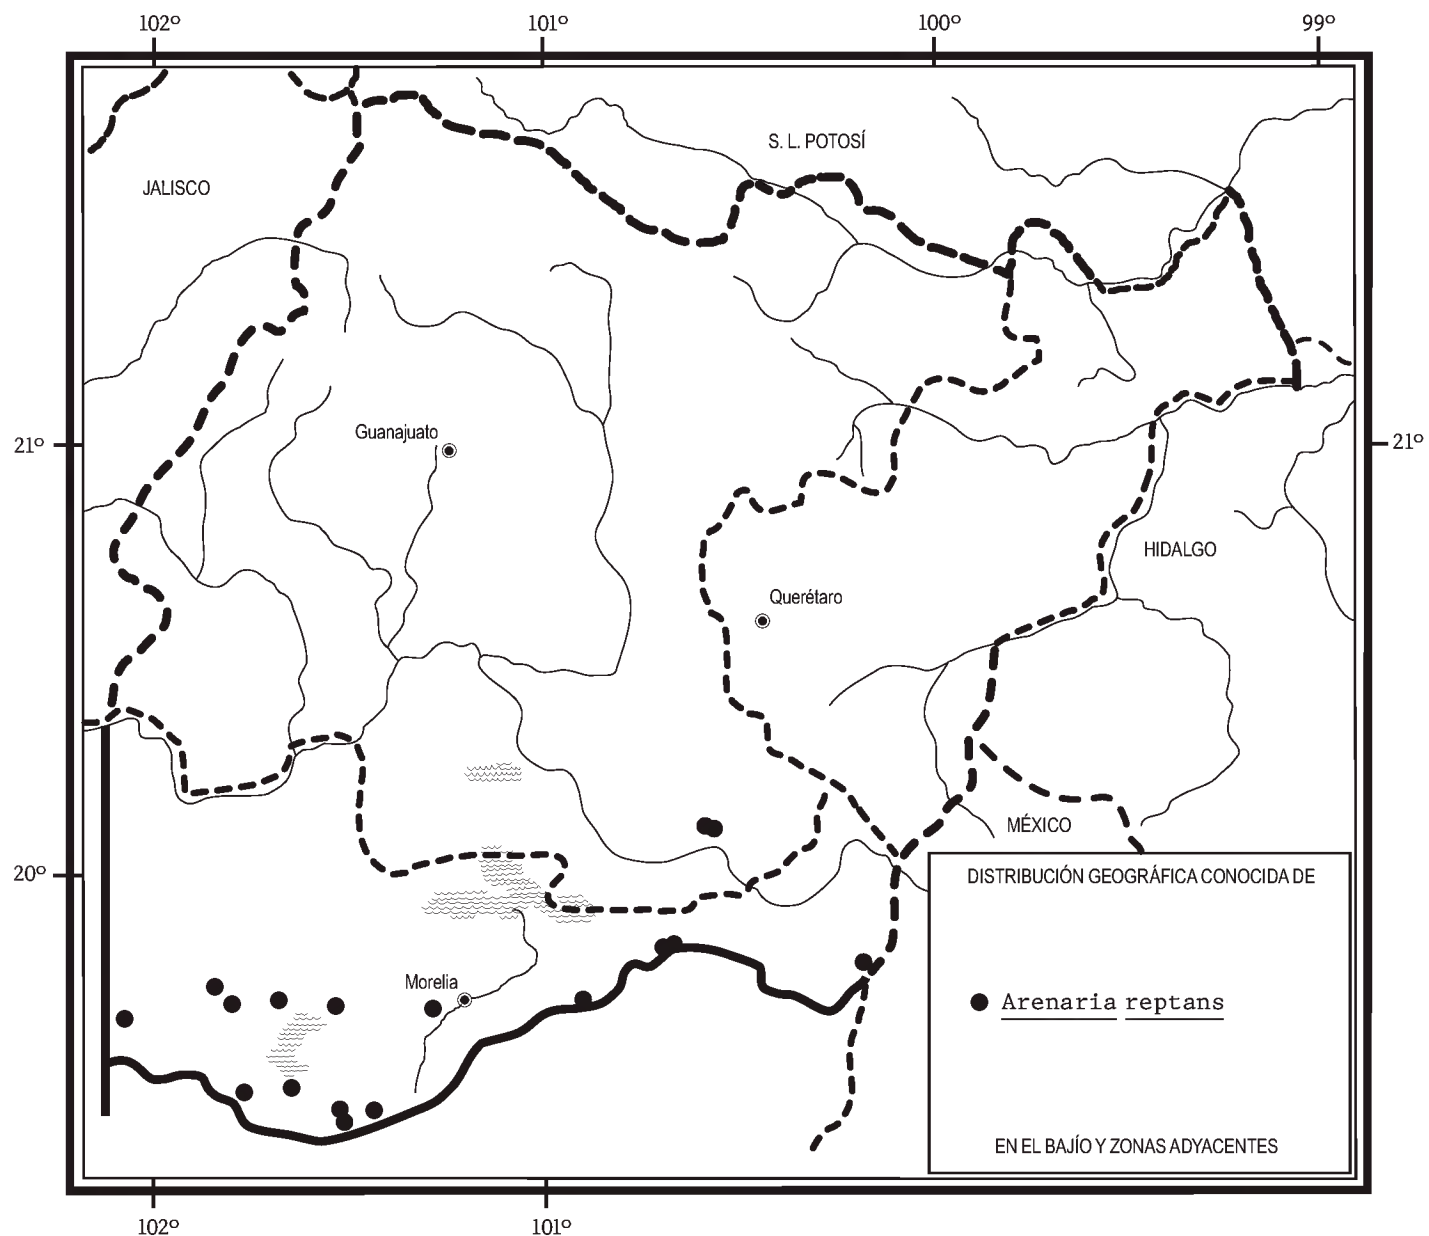 102º 101º 100º 99º
S. L. POTOSÍ
JALISCO
Guanajuato
21º 21º
HIDALGO
Querétaro
MÉXICO
20º
DISTRIBUCIÓN GEOGRÁFICA CONOCIDA DE
Morelia
Arenaria reptans
EN EL BAJÍO Y ZONAS ADYACENTES
102º 101º